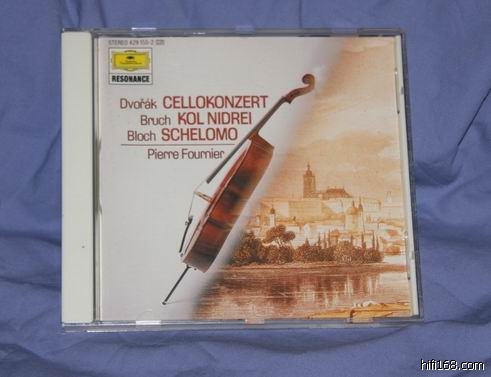 STEREO 429 155-2
RESONANCE
Dvořák CELLOKONZERT
Bruch KOL NIDREI
Bloch SCHELOMO
Pierre Fournier
hifi168.com